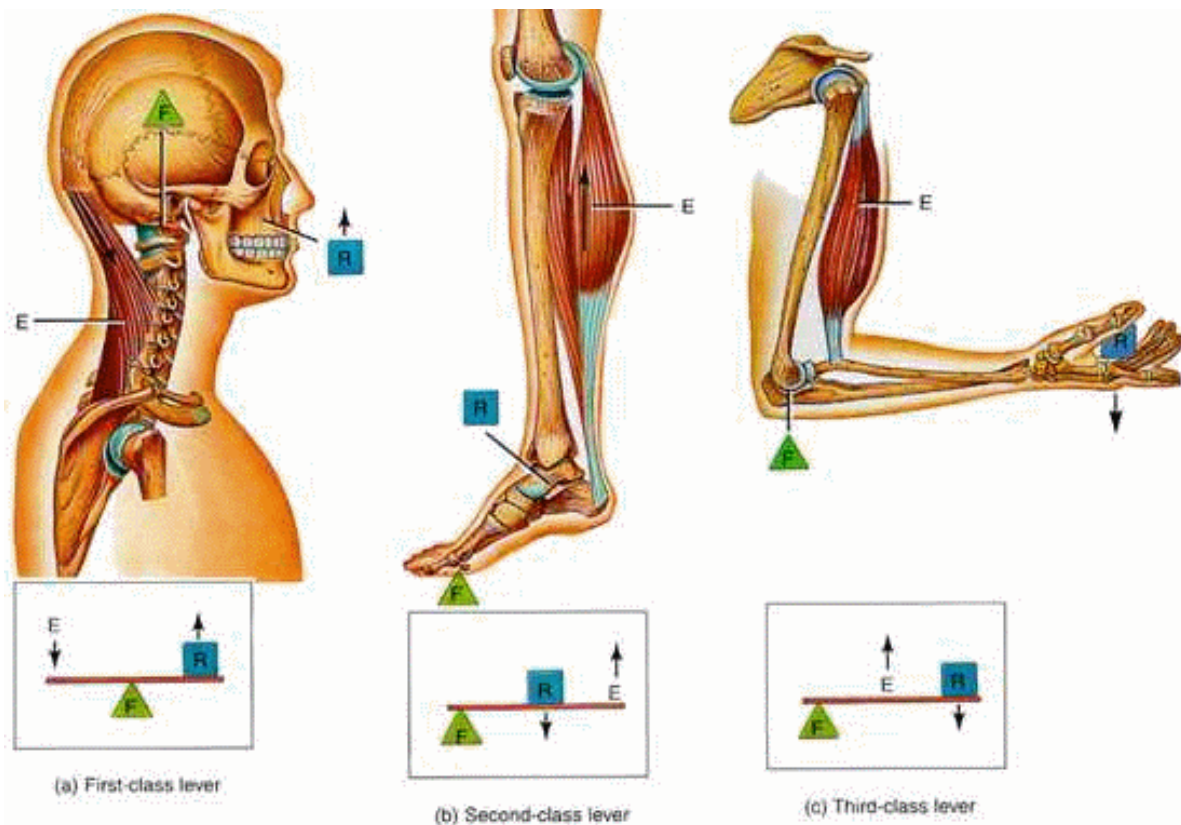 F
R
E
E
R
F
E
R
F
E
R
F
(a) First-class lever
R
E
F
(b) Second-class lever
E
R
F
(c) Third-class lever